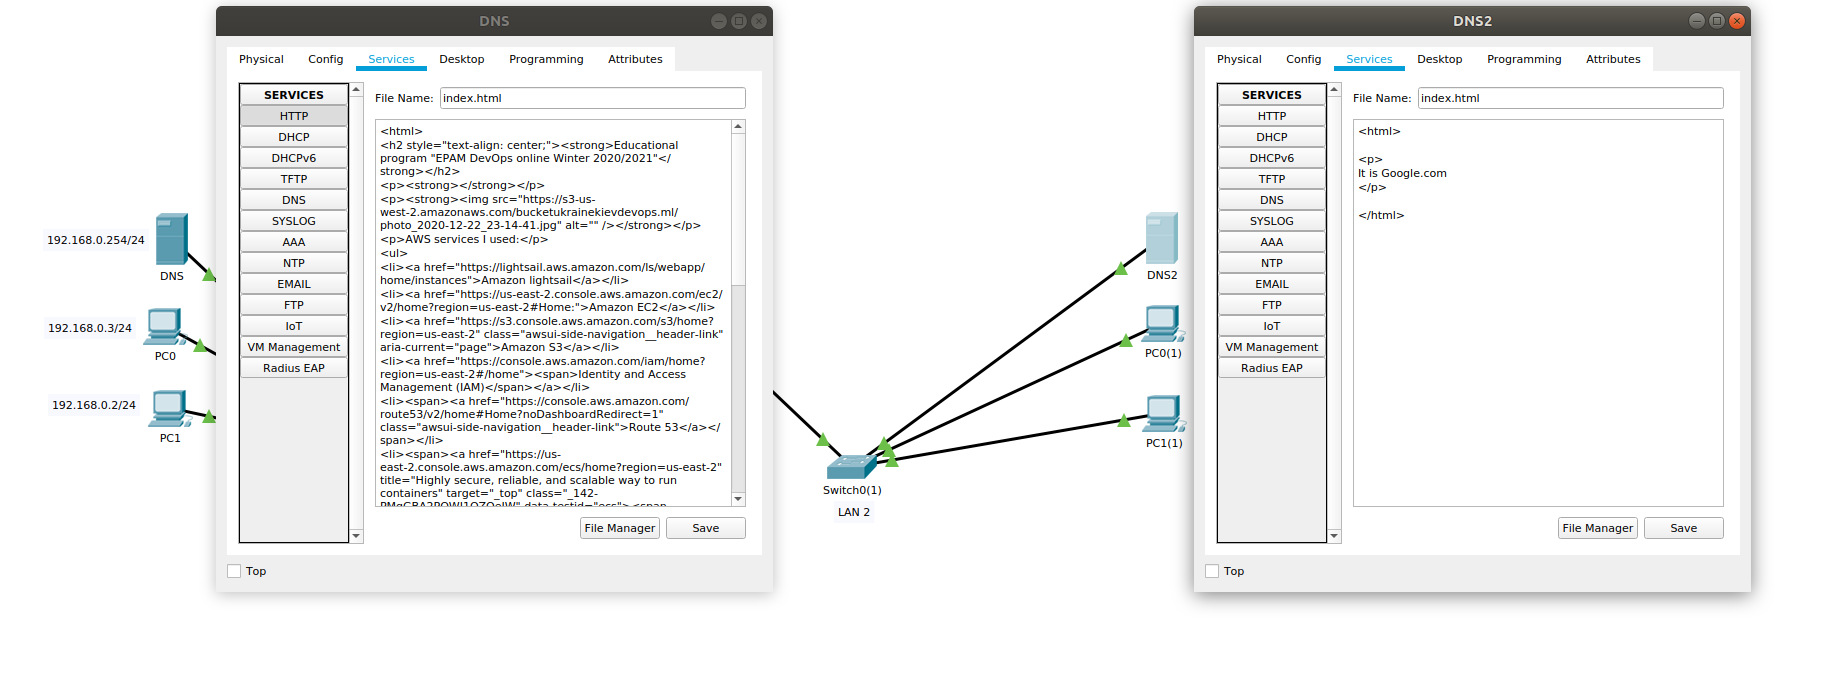 DNS
Physical Config Services Desktop Programming Attributes
SERVICES
HTTP
DHCP
DHCPv6
TFTP
DNS
SYSLOG
AAA
NTP
EMAIL
FTP
IoT
VM Management
Radius EAP
File Name: index.html
<html>
<h2 style="text-align: center;"><strong>Educational
program "EPAM DevOps online Winter 2020/2021"</
strong></h2>
<p><strong></strong></p>
<p><strong><img src="https://s3-us-
west-2.amazonaws.com/bucketukrainekievdevops.ml/
photo_2020-12-22_23-14-41.jpg" alt="" /></strong></p>
<p>AWS services I used:</p>
<ul>
<li><a href="https://lightsail.aws.amazon.com/ls/webapp/
home/instances">Amazon lightsail</a></li>
<li><a href="https://us-east-2.console.aws.amazon.com/ec2/
v2/home?region=us-east-2#Home:">Amazon EC2</a></li>
<li><a href="https://s3.console.aws.amazon.com/s3/home?
region=us-east-2" class="awsui-side-navigation__header-link"
aria-current="page">Amazon S3</a></li>
<li><a href="https://console.aws.amazon.com/iam/home?
region=us-east-2#/home"><span>Identity and Access
Management (IAM)</span></a></li>
<li><span><a href="https://console.aws.amazon.com/
route53/v2/home#Home?noDashboardRedirect=1"
class="awsui-side-navigation__header-link">Route 53</a></
span></li>
<li><span><a href="https://us-
east-2.console.aws.amazon.com/ecs/home?region=us-east-2"
title="Highly secure, reliable, and scalable way to run
containers" target="_top" class="_142-
data-testid="ecs"><span
File Manager Save
Top
192.168.0.254/24
DNS
192.168.0.3/24
PC0
192.168.0.2/24
PC1
Switch0(1)
LAN 2
DNS2
PC0(1)
PC1(1)
DNS2
Physical Config Services Desktop Programming Attributes
SERVICES
HTTP
DHCP
DHCPv6
TFTP
DNS
SYSLOG
AAA
NTP
EMAIL
FTP
IoT
VM Management
Radius EAP
File Name: index.html
<html>
<p>
It is Google.com
</p>
</html>
File Manager Save
Top